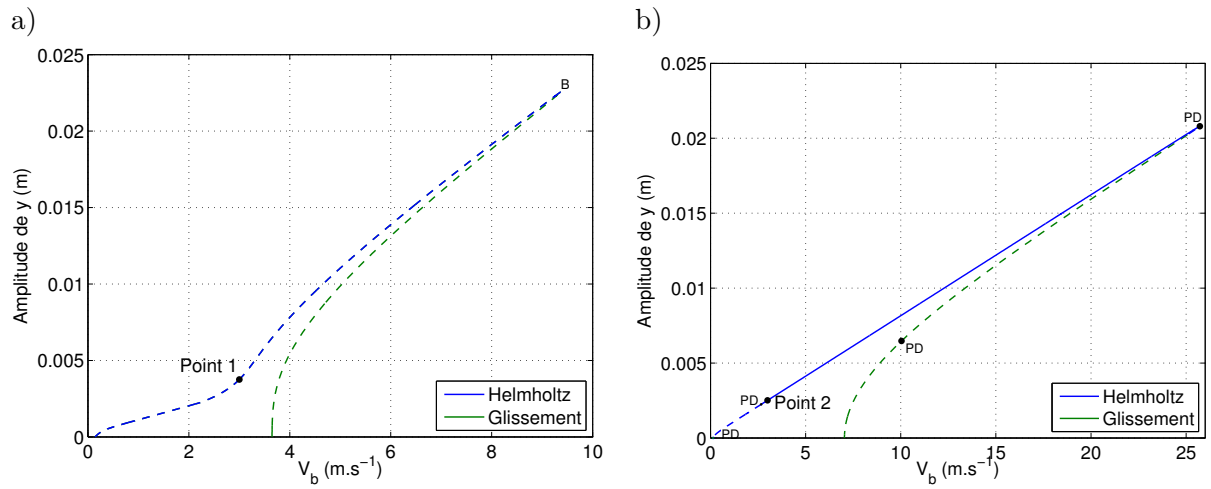 a)
0.025
0.02
0.015
0.01
0.005
0
Amplitude de y (m)
B
Point 1
Helmholtz
Glissement
0 2 4 6 8 10
V_b (m.s⁻¹)
b)
0.025
0.02
0.015
0.01
0.005
0
Amplitude de y (m)
PD
PD
PD Point 2
PD
Helmholtz
Glissement
0 5 10 15 20 25
V_b (m.s⁻¹)